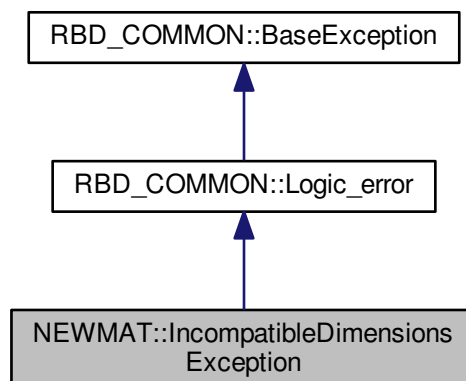 RBD_COMMON::BaseException
RBD_COMMON::Logic_error
NEWMAT::IncompatibleDimensions
Exception